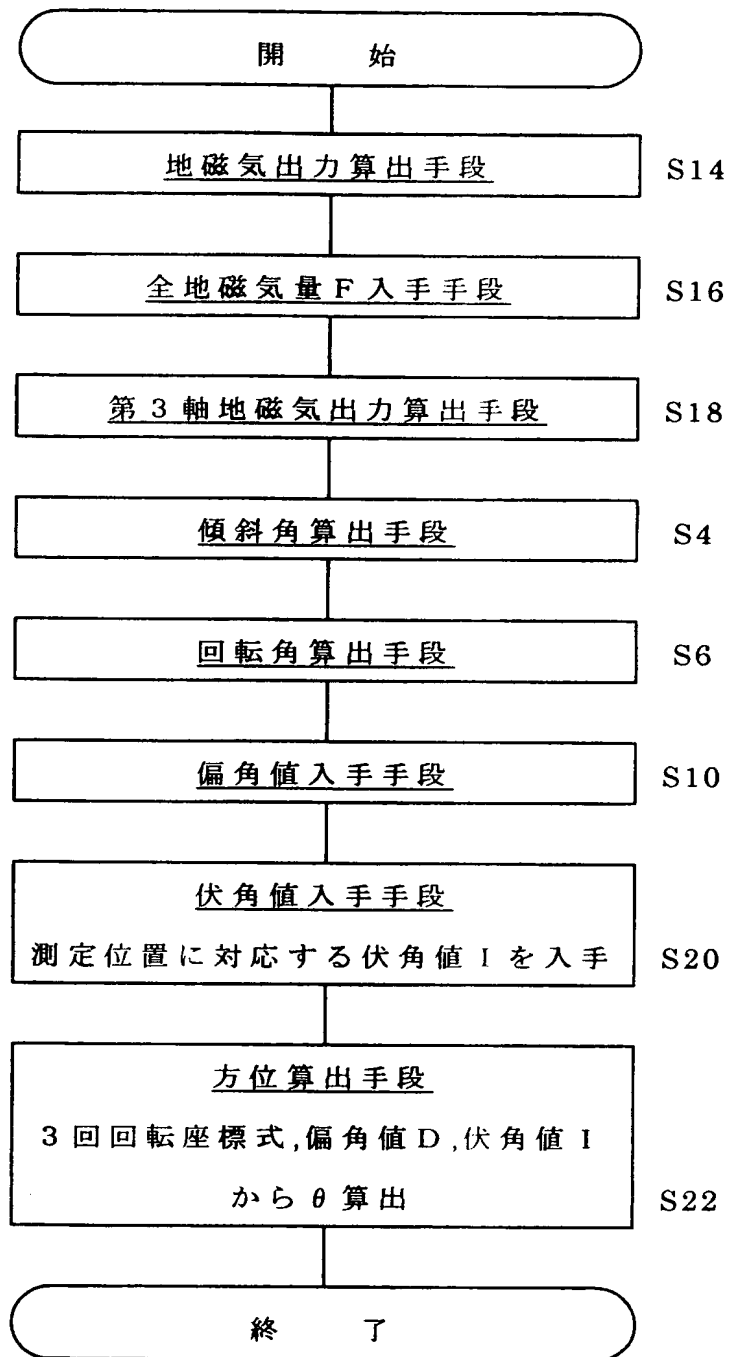 開始
地磁気出力算出手段 S14
全地磁気量F入手手段 S16
第3軸地磁気出力算出手段 S18
傾斜角算出手段 S4
回転角算出手段 S6
偏角値入手手段 S10
伏角値入手手段
測定位置に対応する伏角値Iを入手 S20
方位算出手段
3回回転座標式,偏角値D,伏角値I
からθ算出 S22
終了